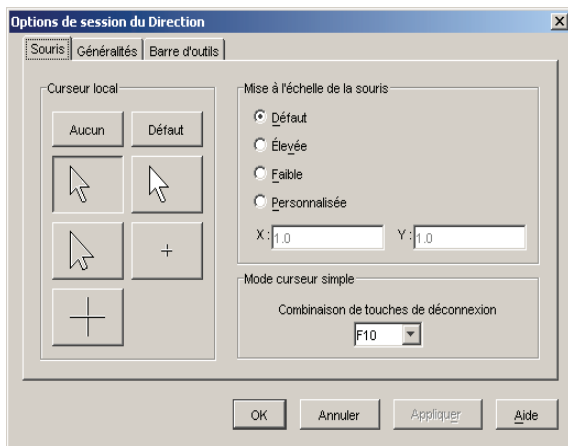 Options de session du Direction
Souris Généralités Barre d'outils
Curseur local
Aucun Défaut
Mise à l'échelle de la souris
Défaut
Élevée
Faible
Personnalisée
X : 1.0 Y : 1.0
Mode curseur simple
Combinaison de touches de déconnexion
F10
OK Annuler Appliquer Aide